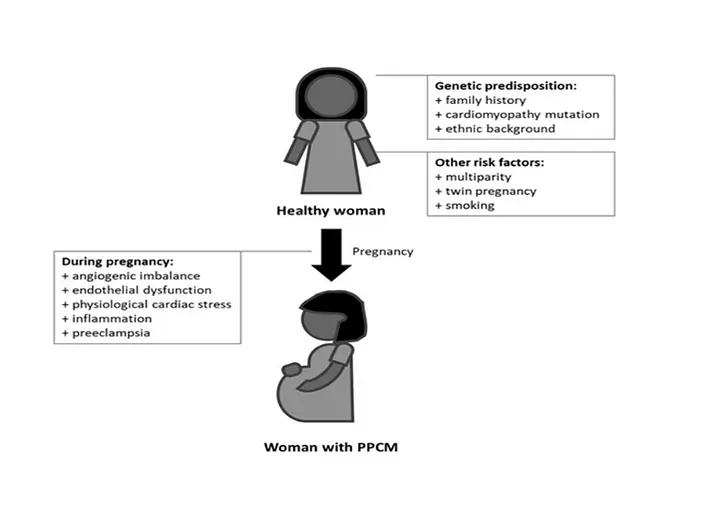 Genetic predisposition:
+ family history
+ cardiomyopathy mutation
+ ethnic background
Other risk factors:
+ multiparity
+ twin pregnancy
+ smoking
Healthy woman
Pregnancy
During pregnancy:
+ angiogenic imbalance
+ endothelial dysfunction
+ physiological cardiac stress
+ inflammation
+ preeclampsia
Woman with PPCM